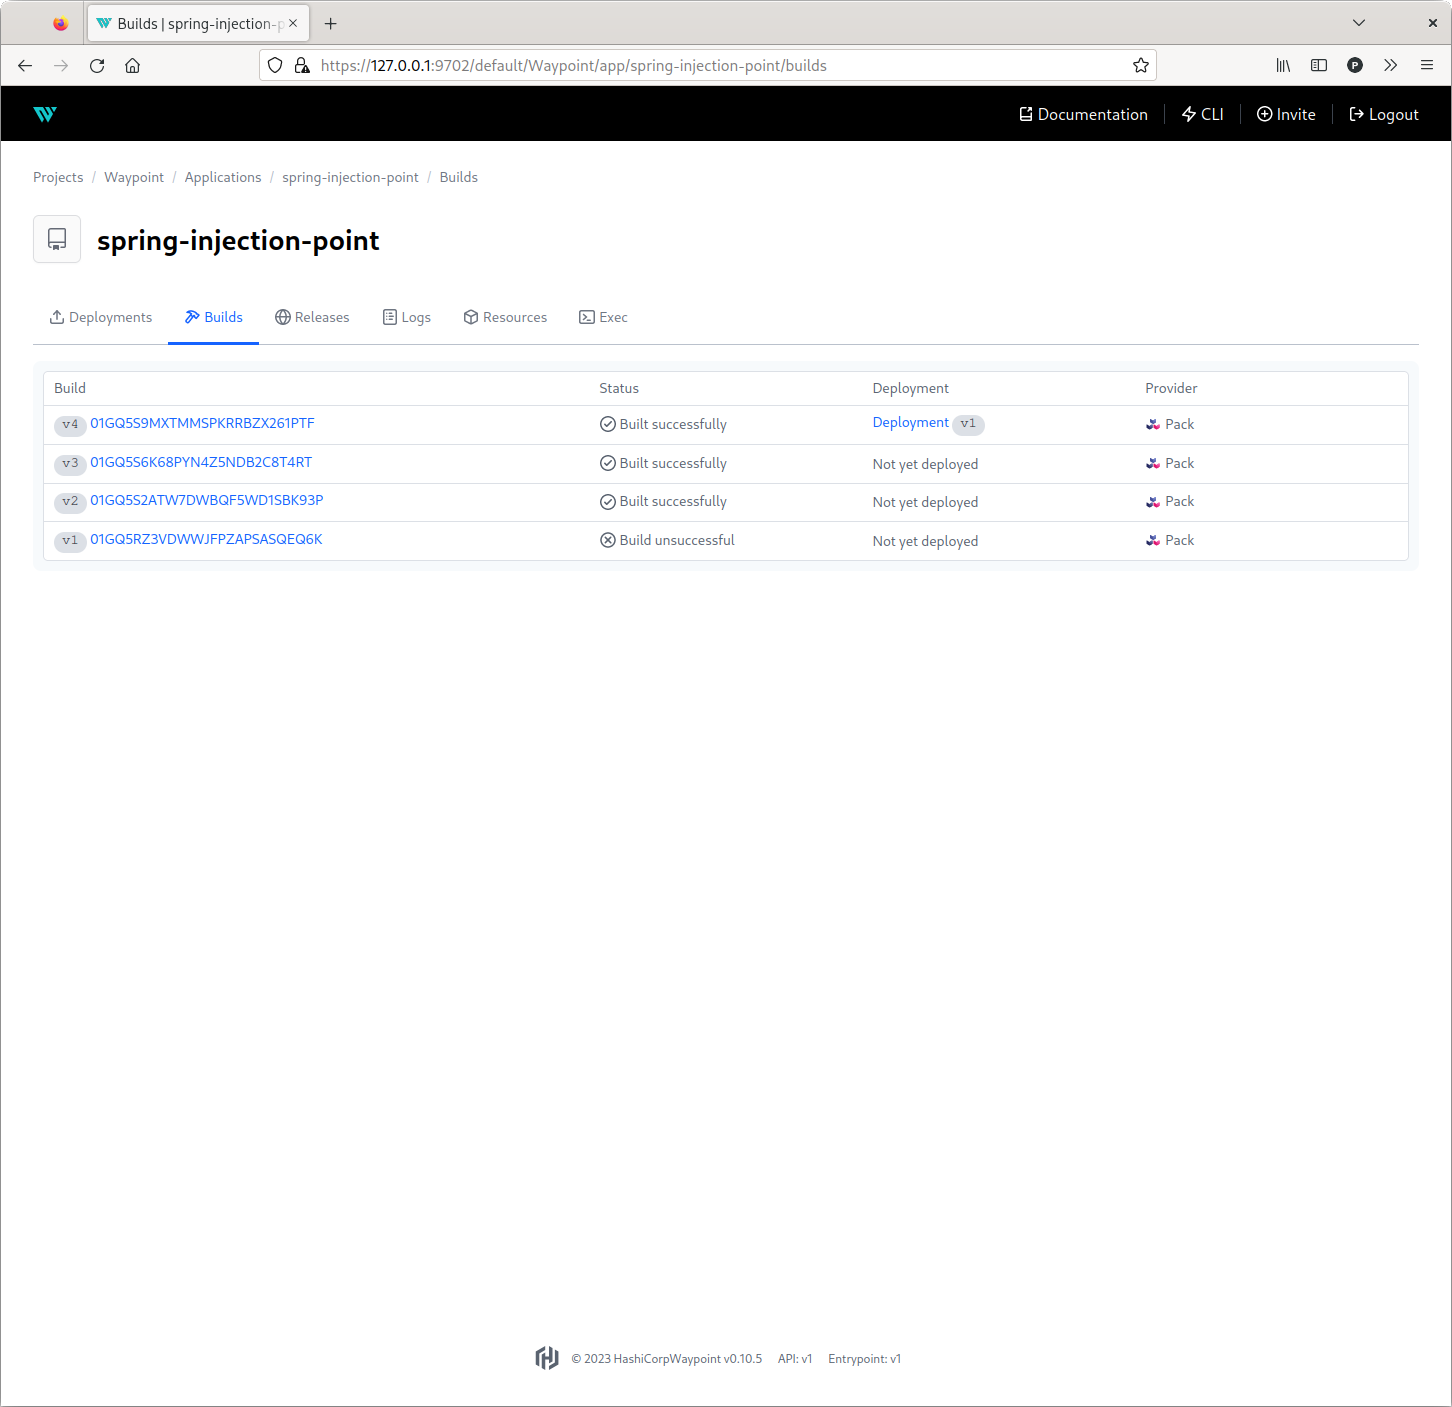 Builds | spring-injection-p
https://127.0.0.1:9702/default/Waypoint/app/spring-injection-point/builds
P
Documentation CLI Invite Logout
Projects / Waypoint / Applications / spring-injection-point / Builds
spring-injection-point
Deployments Builds Releases Logs Resources Exec
Build Status Deployment Provider
v4 01GQ5S9MXTMMSPKRRBZX261PTF Built successfully Deployment v1 Pack
v3 01GQ5S6K68PYN4Z5NDB2C8T4RT Built successfully Not yet deployed Pack
v2 01GQ5S2ATW7DWBQF5WD1SBK93P Built successfully Not yet deployed Pack
v1 01GQ5RZ3VDWWJFPZAPSASQEQ6K Build unsuccessful Not yet deployed Pack
© 2023 HashiCorpWaypoint v0.10.5 API: v1 Entrypoint: v1